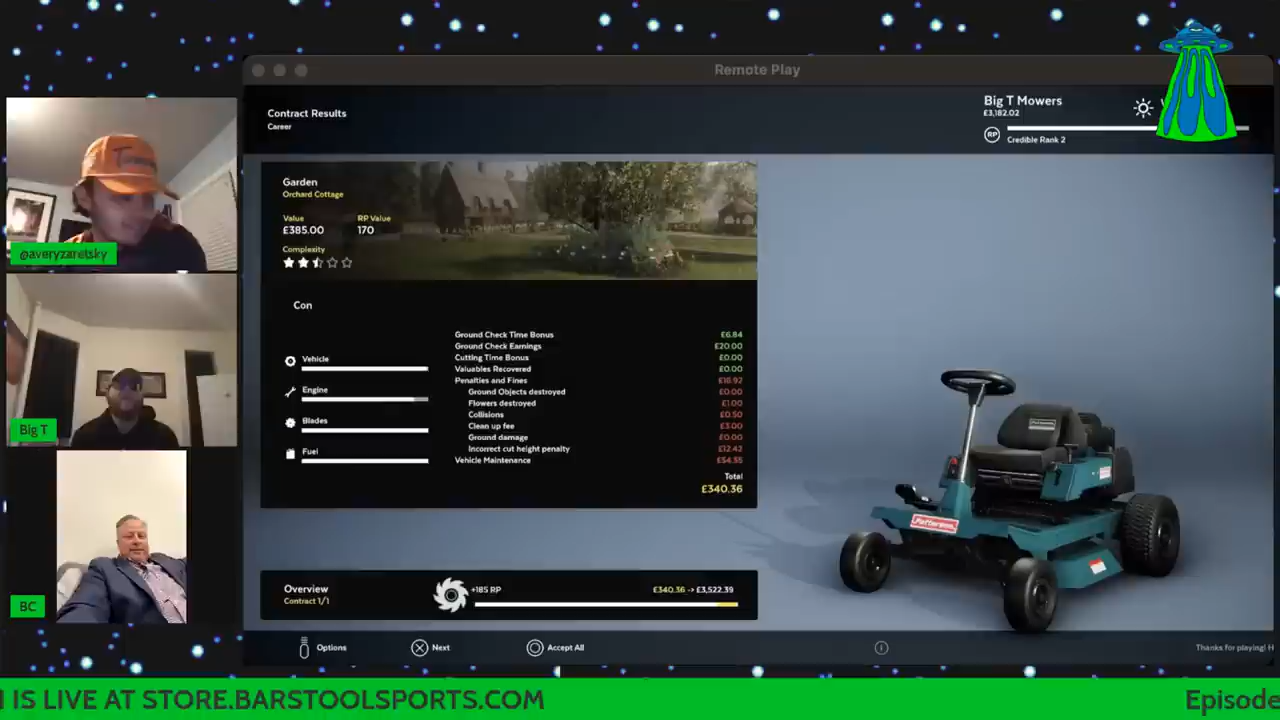 Remote Play
Contract Results
Career
Big T Mowers
£3,182.02
RP
Credible Rank 2
Garden
Orchard Cottage
Value
RP Value
£385.00
170
Complexity
@averyzaretsky
Con
Vehicle
Engine
Blades
Fuel
Ground Check Time Bonus £6.84
Ground Check Earnings £20.00
Cutting Time Bonus £0.00
Valuables Recovered £0.00
Penalties and Fines £16.92
Ground Objects destroyed £0.00
Flowers destroyed £1.00
Collisions £0.50
Clean up fee £3.00
Ground damage £0.00
Incorrect cut height penalty £12.42
Vehicle Maintenance
Total
£340.36
Big T
Patterson
Overview
Contract 1/1
+185 RP
£340.36 -> £3,522.39
BC
Options
Next
Accept All
Thanks for playing! H
I IS LIVE AT STORE.BARSTOOLSPORTS.COM
Episode